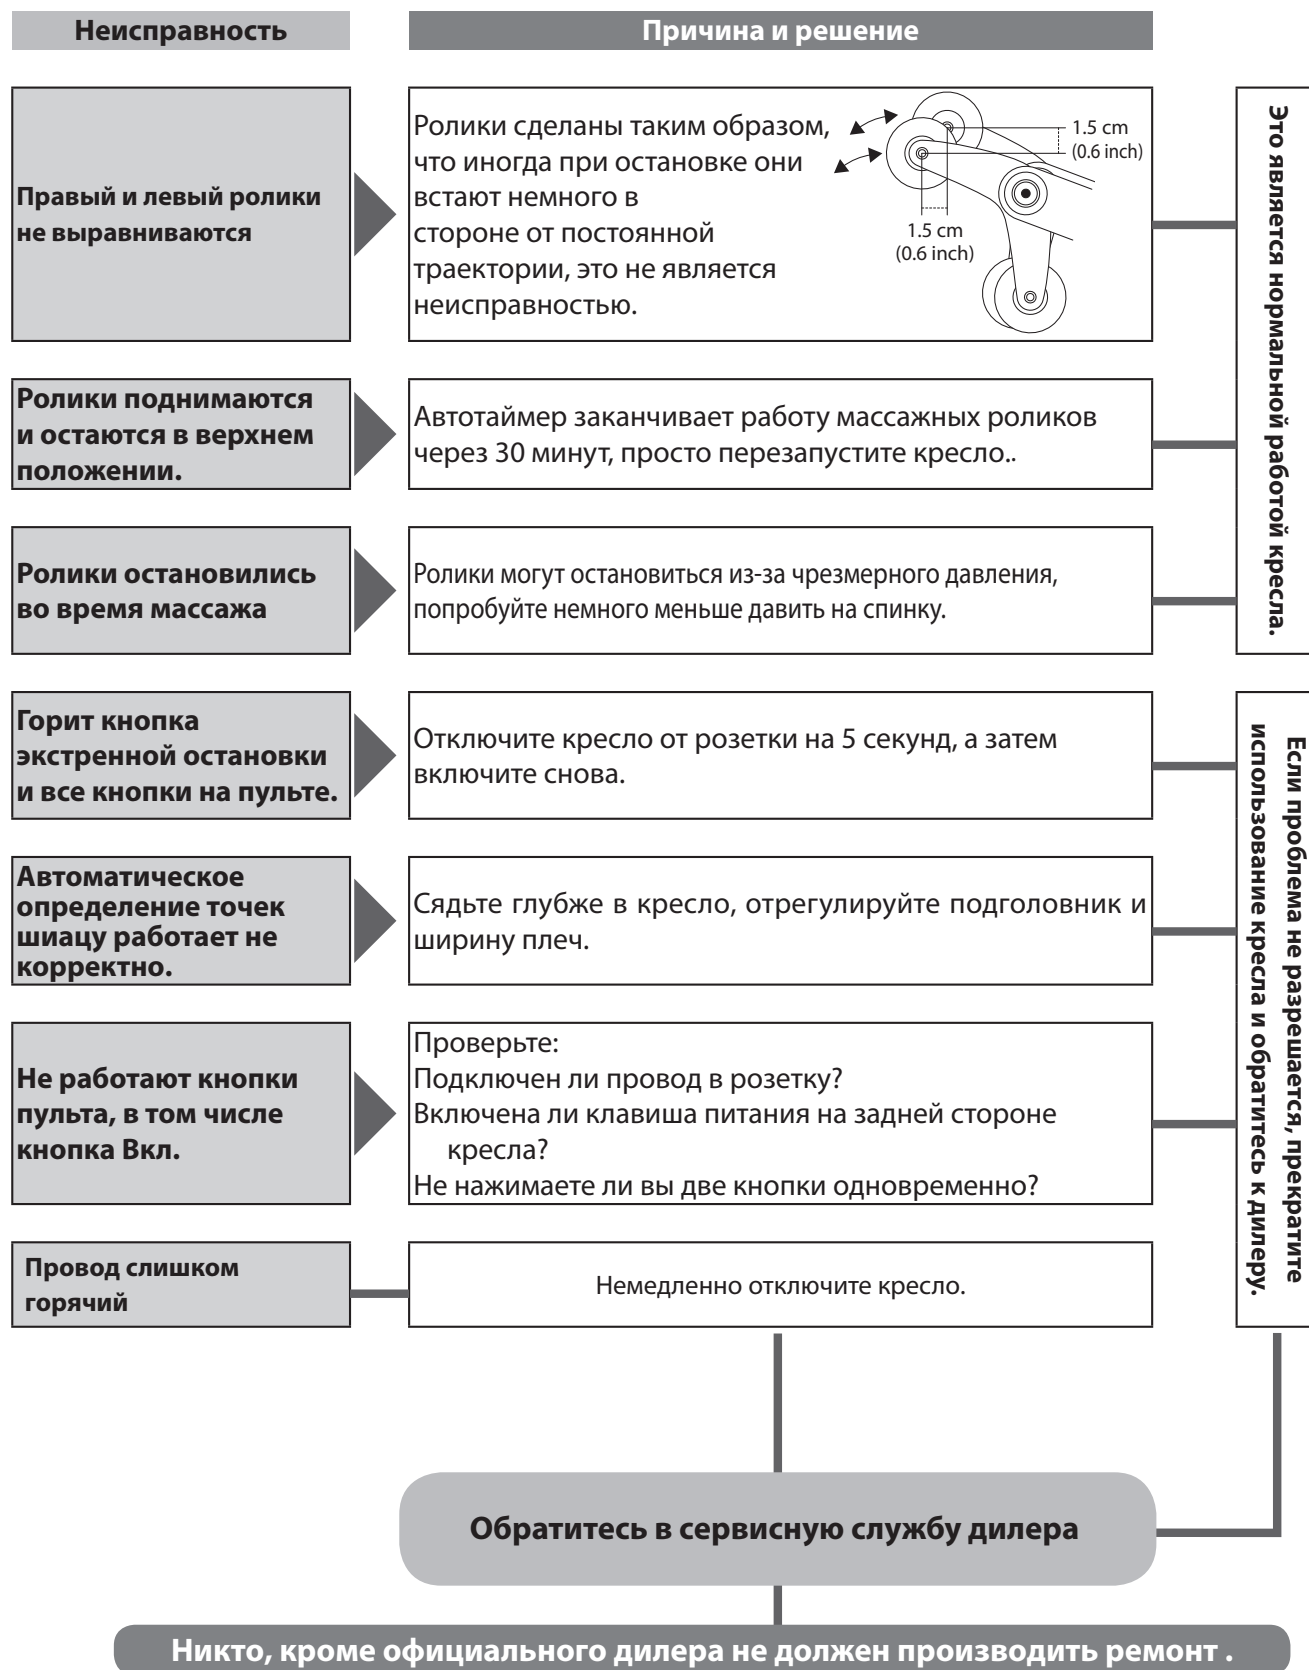 Неисправность
Причина и решение
Правый и левый ролики
не выравниваются
Ролики сделаны таким образом,
что иногда при остановке они
встают немного в
стороне от постоянной
траектории, это не является
неисправностью.
1.5 cm
(0.6 inch)
1.5 cm
(0.6 inch)
Ролики поднимаются
и остаются в верхнем
положении.
Автотаймер заканчивает работу массажных роликов
через 30 минут, просто перезапустите кресло..
Ролики остановились
во время массажа
Ролики могут остановиться из-за чрезмерного давления,
попробуйте немного меньше давить на спинку.
Это является нормальной работой кресла.
Горит кнопка
экстренной остановки
и все кнопки на пульте.
Отключите кресло от розетки на 5 секунд, а затем
включите снова.
Автоматическое
определение точек
шиацу работает не
корректно.
Сядьте глубже в кресло, отрегулируйте подголовник и
ширину плеч.
Не работают кнопки
пульта, в том числе
кнопка Вкл.
Проверьте:
Подключен ли провод в розетку?
Включена ли клавиша питания на задней стороне
кресла?
Не нажимаете ли вы две кнопки одновременно?
Провод слишком
горячий
Немедленно отключите кресло.
Если проблема не разрешается, прекратите
использование кресла и обратитесь к дилеру.
Обратитесь в сервисную службу дилера
Никто, кроме официального дилера не должен производить ремонт .